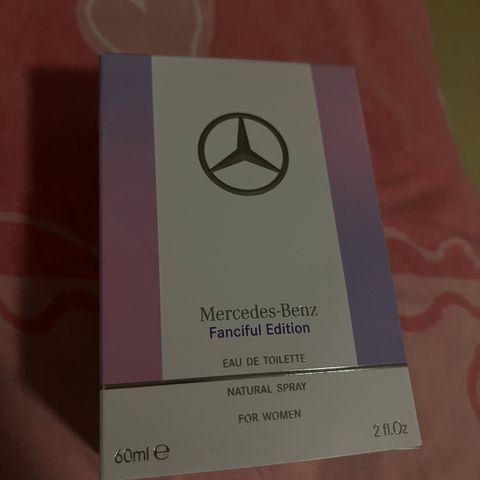 Mercedes-Benz
Fanciful Edition
EAU DE TOILETTE
NATURAL SPRAY
FOR WOMEN
60ml ℮ 2 fl.Oz